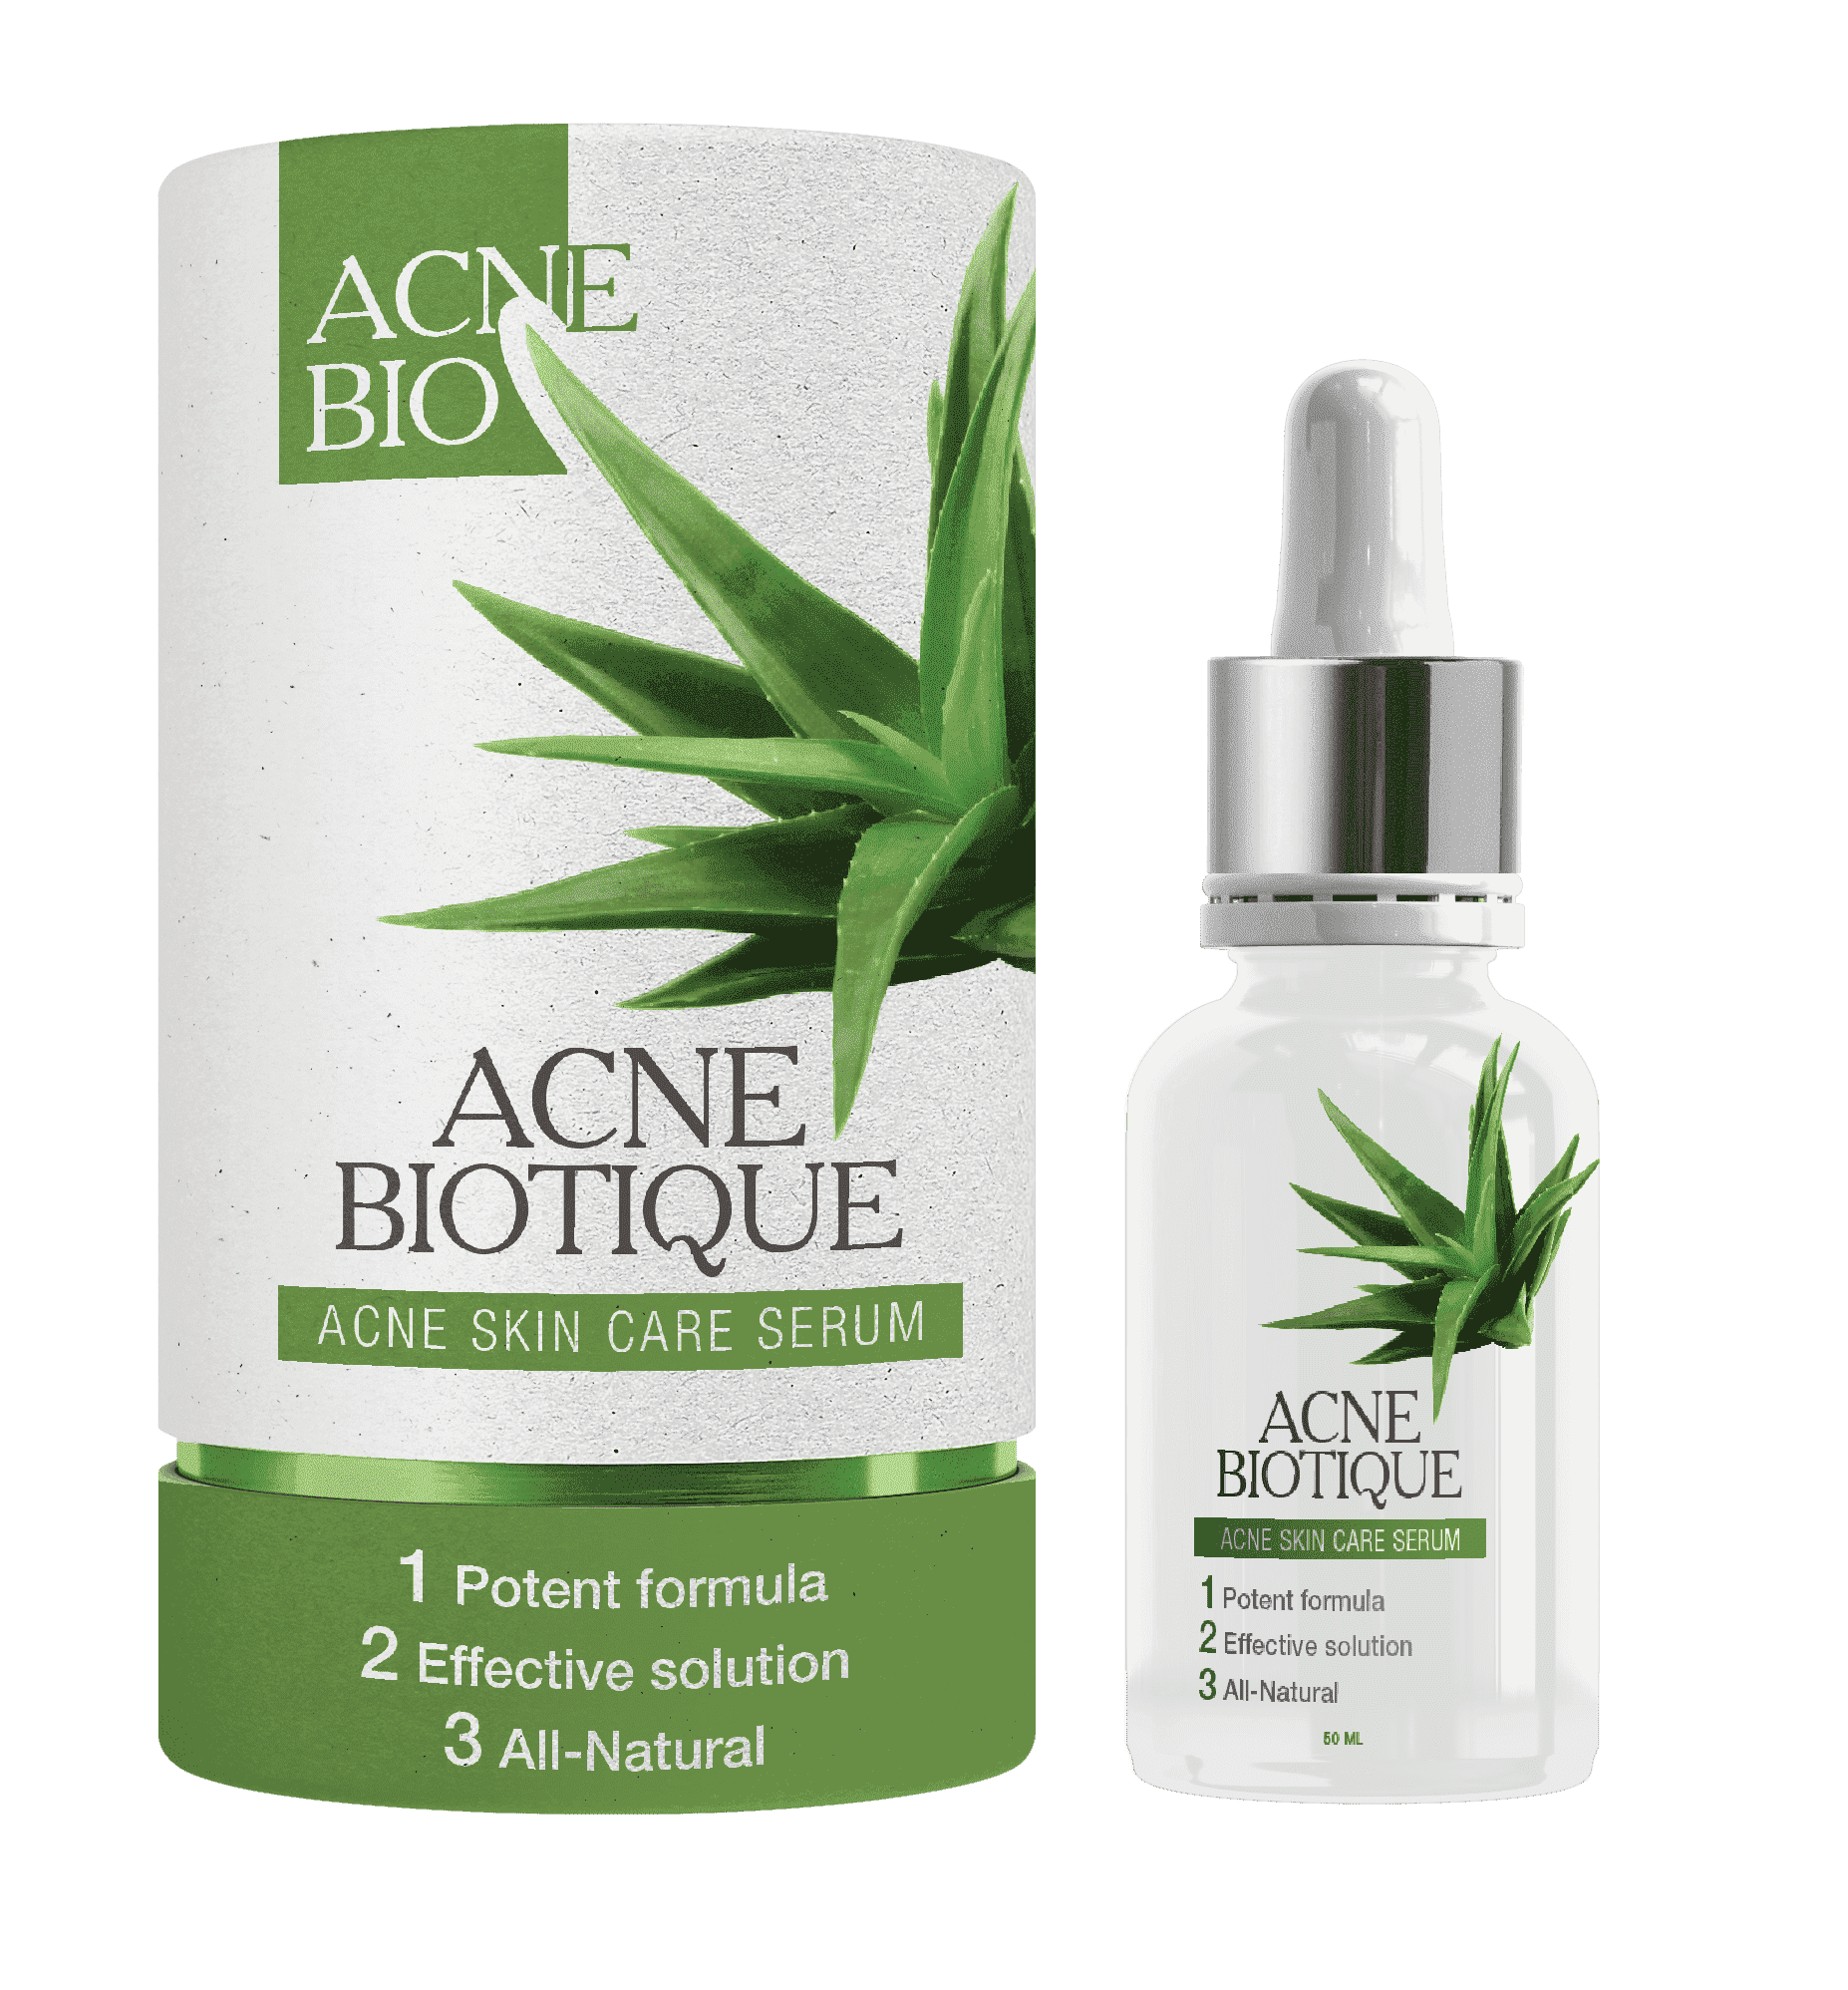 ACNE
BIO
ACNE
BIOTIQUE
ACNE SKIN CARE SERUM
1 Potent formula
2 Effective solution
3 All-Natural
ACNE
BIOTIQUE
ACNE SKIN CARE SERUM
1 Potent formula
2 Effective solution
3 All-Natural
50 ML